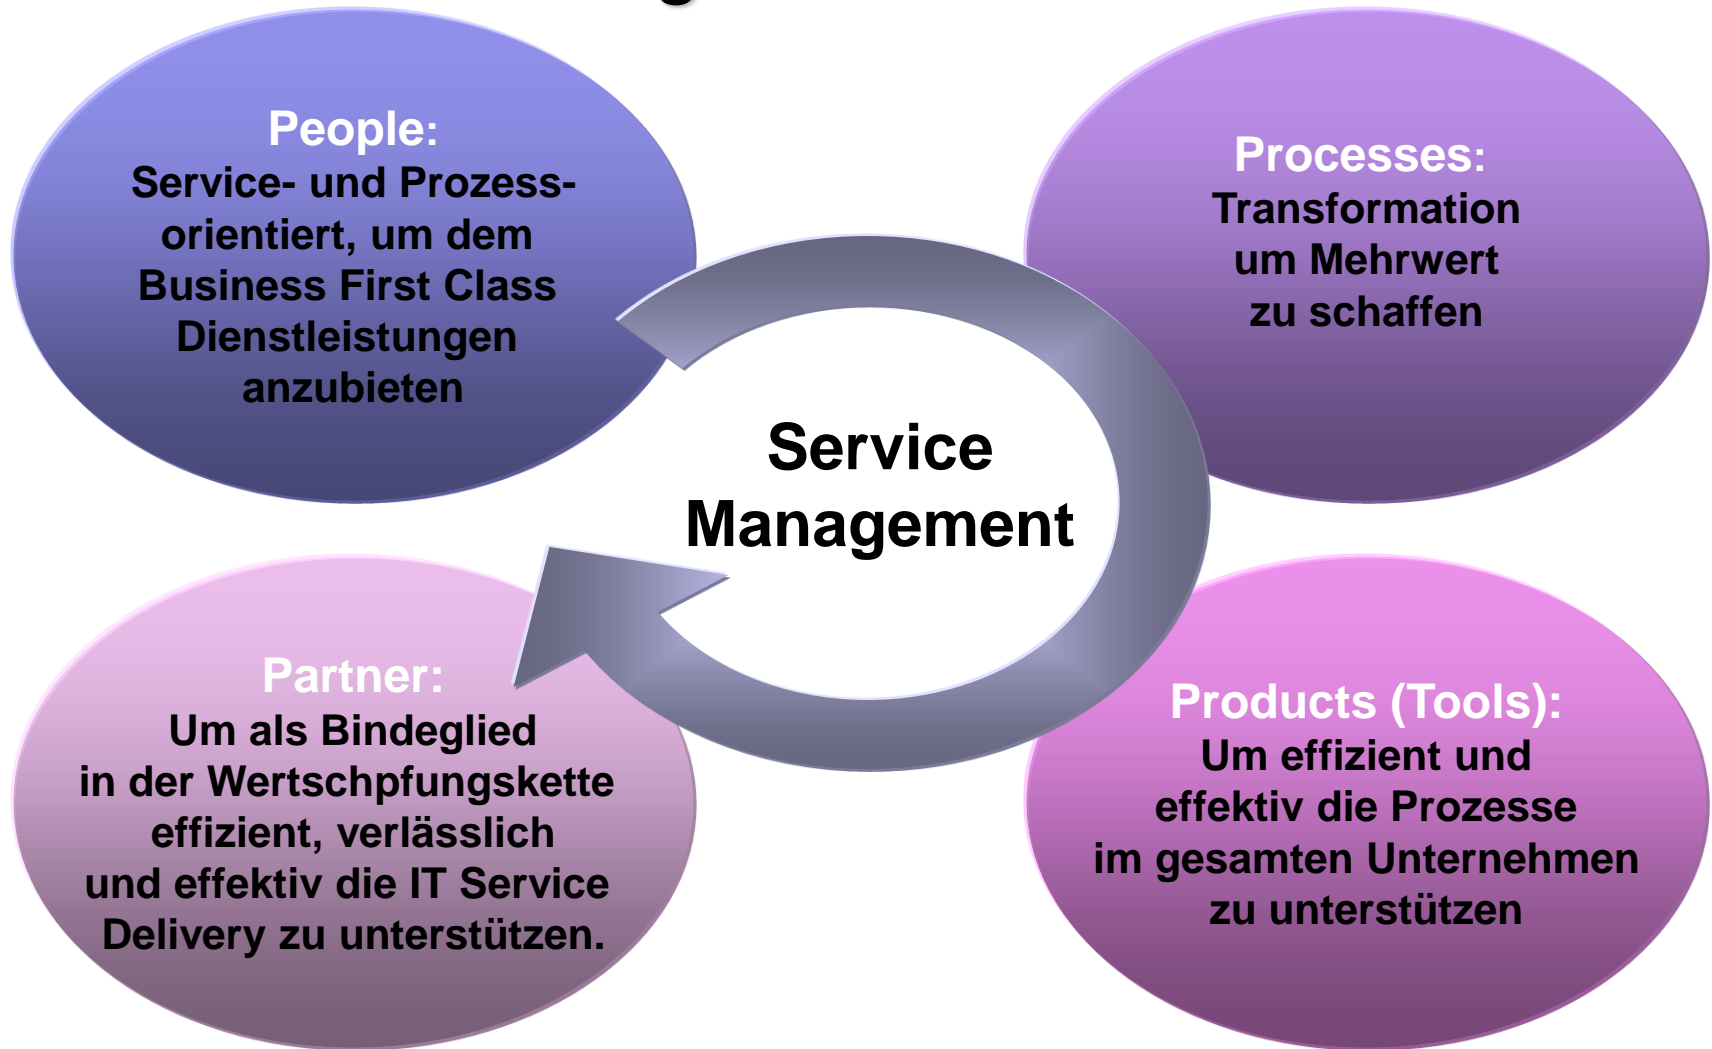 People:
Service- und Prozess-
orientiert, um dem
Business First Class
Dienstleistungen
anzubieten
Processes:
Transformation
um Mehrwert
zu schaffen
Service
Management
Partner:
Um als Bindeglied
in der Wertschpfungskette
effizient, verlässlich
und effektiv die IT Service
Delivery zu unterstützen.
Products (Tools):
Um effizient und
effektiv die Prozesse
im gesamten Unternehmen
zu unterstützen